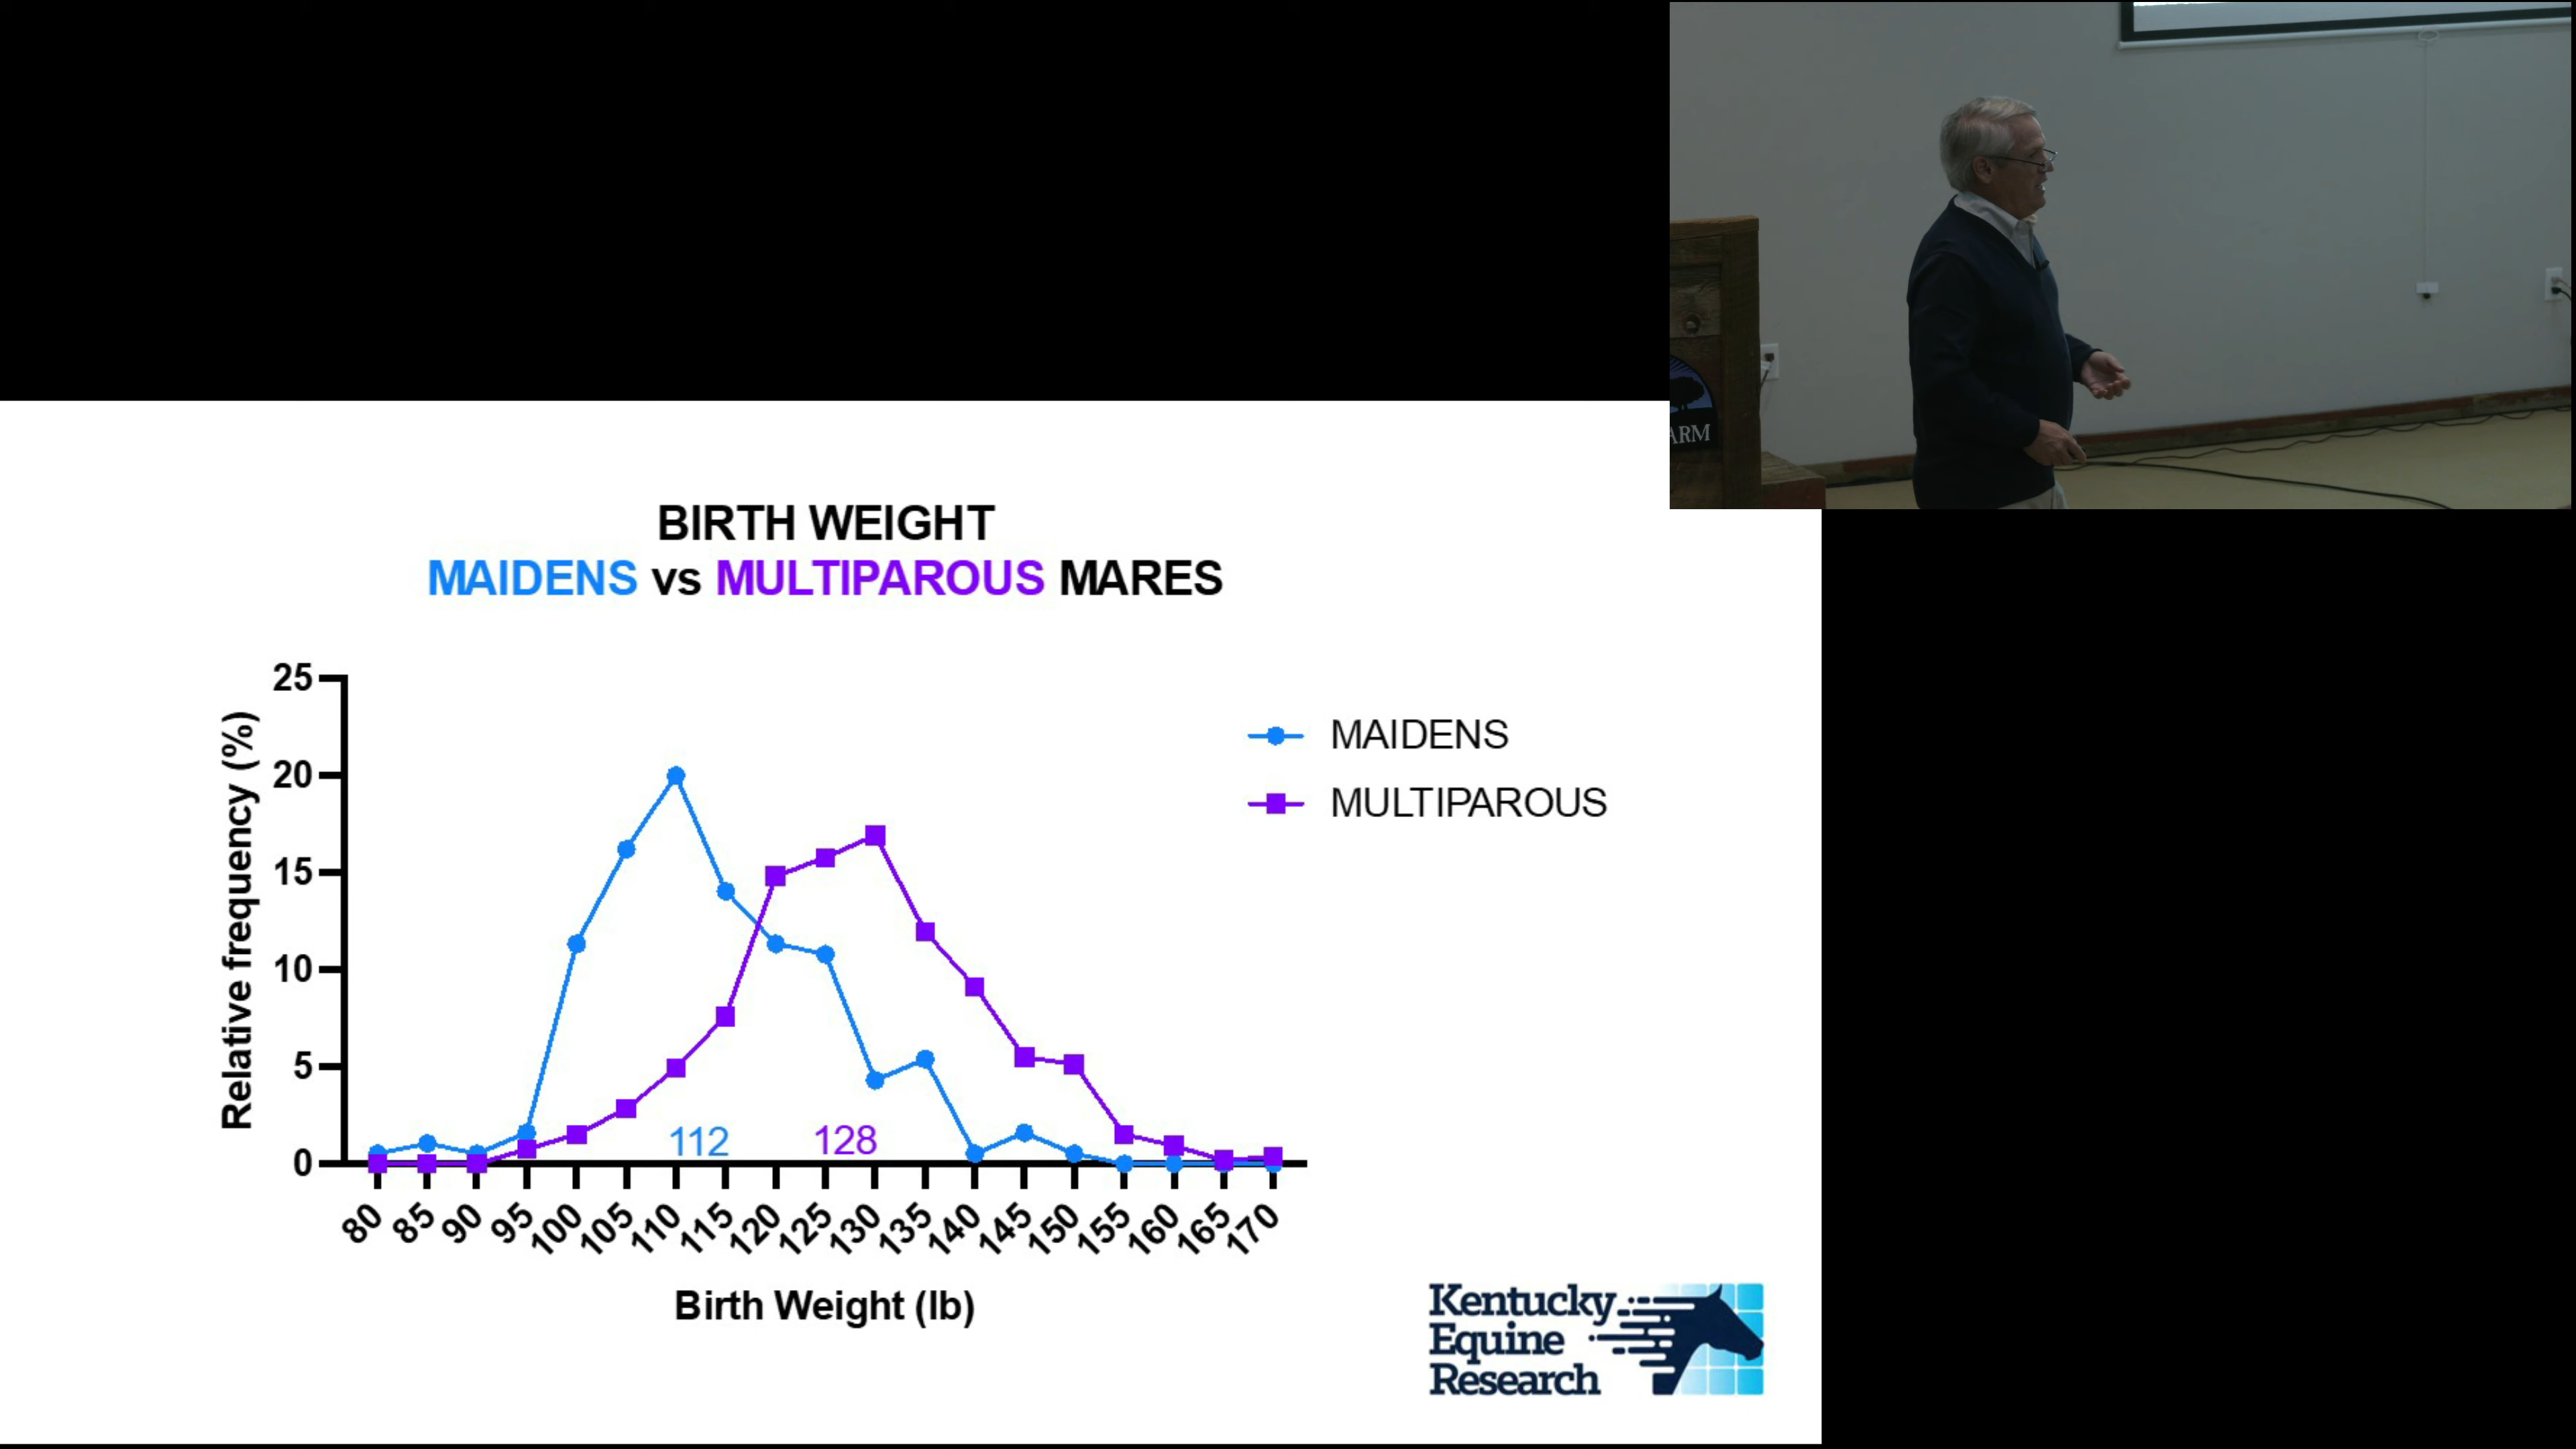 ARM
BIRTH WEIGHT
MAIDENS vs MULTIPAROUS MARES
Relative frequency (%)
25
20
15
10
5
0
MAIDENS
MULTIPAROUS
112
128
80
85
90
95
100
105
110
115
120
125
130
135
140
145
150
155
160
165
170
Birth Weight (lb)
Kentucky
Equine
Research